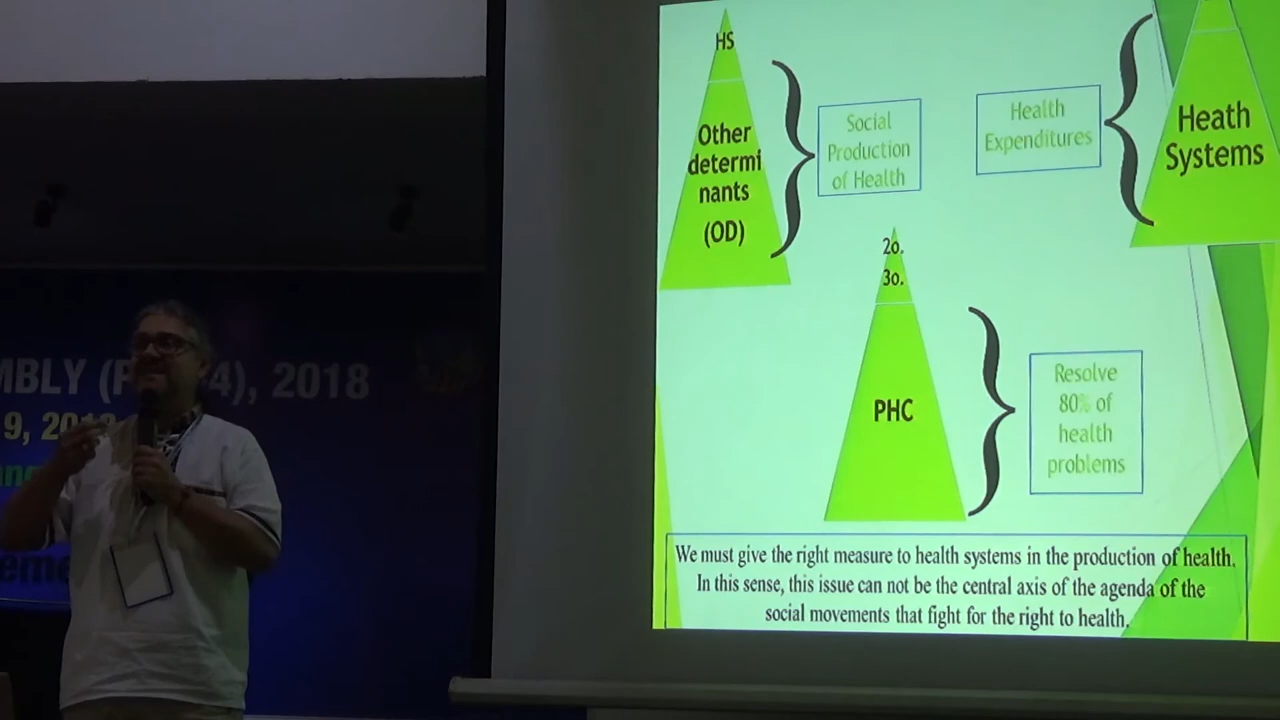 HS
Other
determi
nants
(OD)
Social
Production
of Health
Health
Expenditures
Heath
Systems
2o.
3o.
PHC
Resolve
80% of
health
problems
We must give the right measure to health systems in the production of health.
In this sense, this issue can not be the central axis of the agenda of the
social movements that fight for the right to health.
MBLY (P 4), 2018
9, 2018